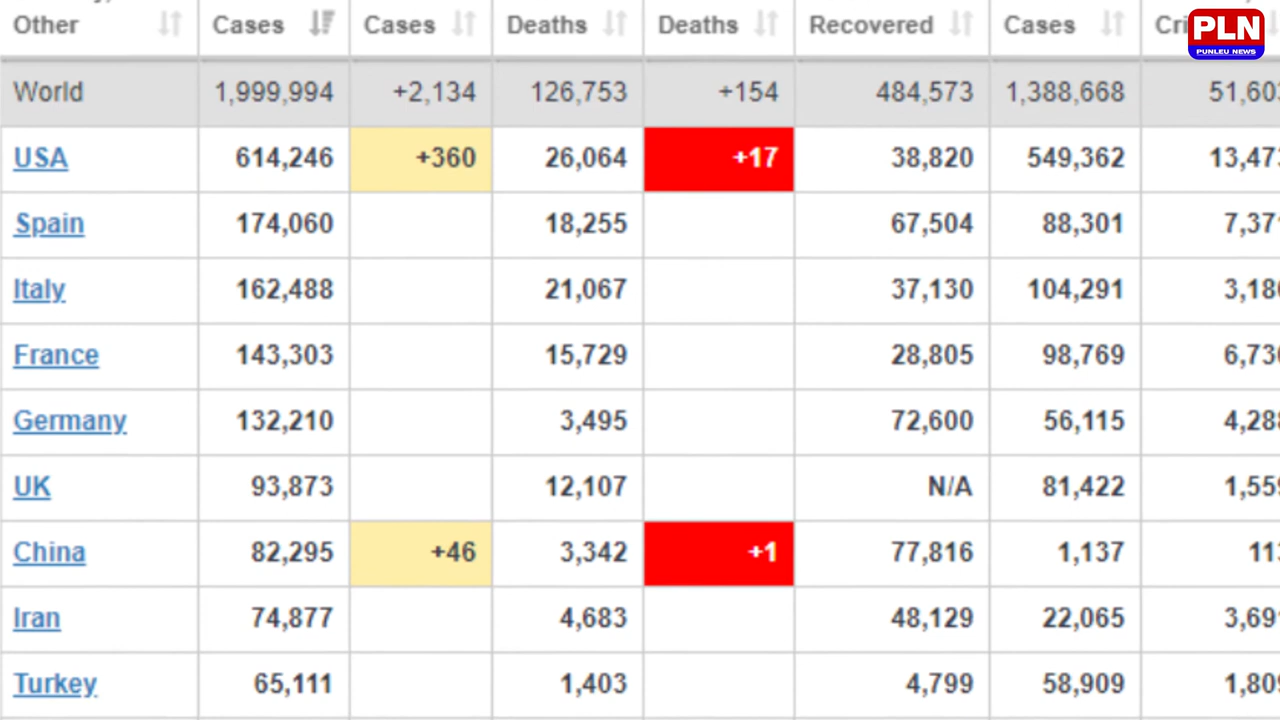 Other Cases Cases Deaths Deaths Recovered Cases
PLN
PUNLEU NEWS
World 1,999,994 +2,134 126,753 +154 484,573 1,388,668
USA 614,246 +360 26,064 +17 38,820 549,362
Spain 174,060 18,255 67,504 88,301
Italy 162,488 21,067 37,130 104,291
France 143,303 15,729 28,805 98,769
Germany 132,210 3,495 72,600 56,115
UK 93,873 12,107 N/A 81,422
China 82,295 +46 3,342 +1 77,816 1,137
Iran 74,877 4,683 48,129 22,065
Turkey 65,111 1,403 4,799 58,909